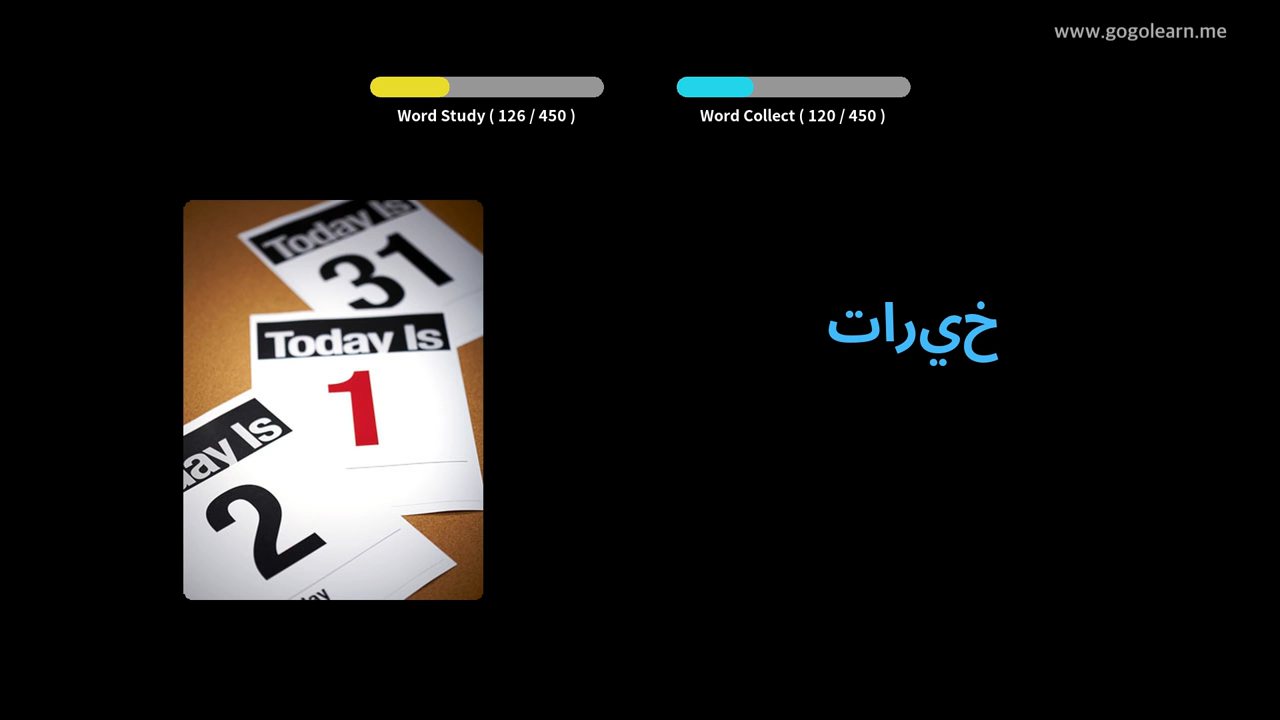 www.gogolearn.me
Word Study ( 126 / 450 )
Word Collect ( 120 / 450 )
Today Is
31
Today Is
1
ay Is
2
خيرات